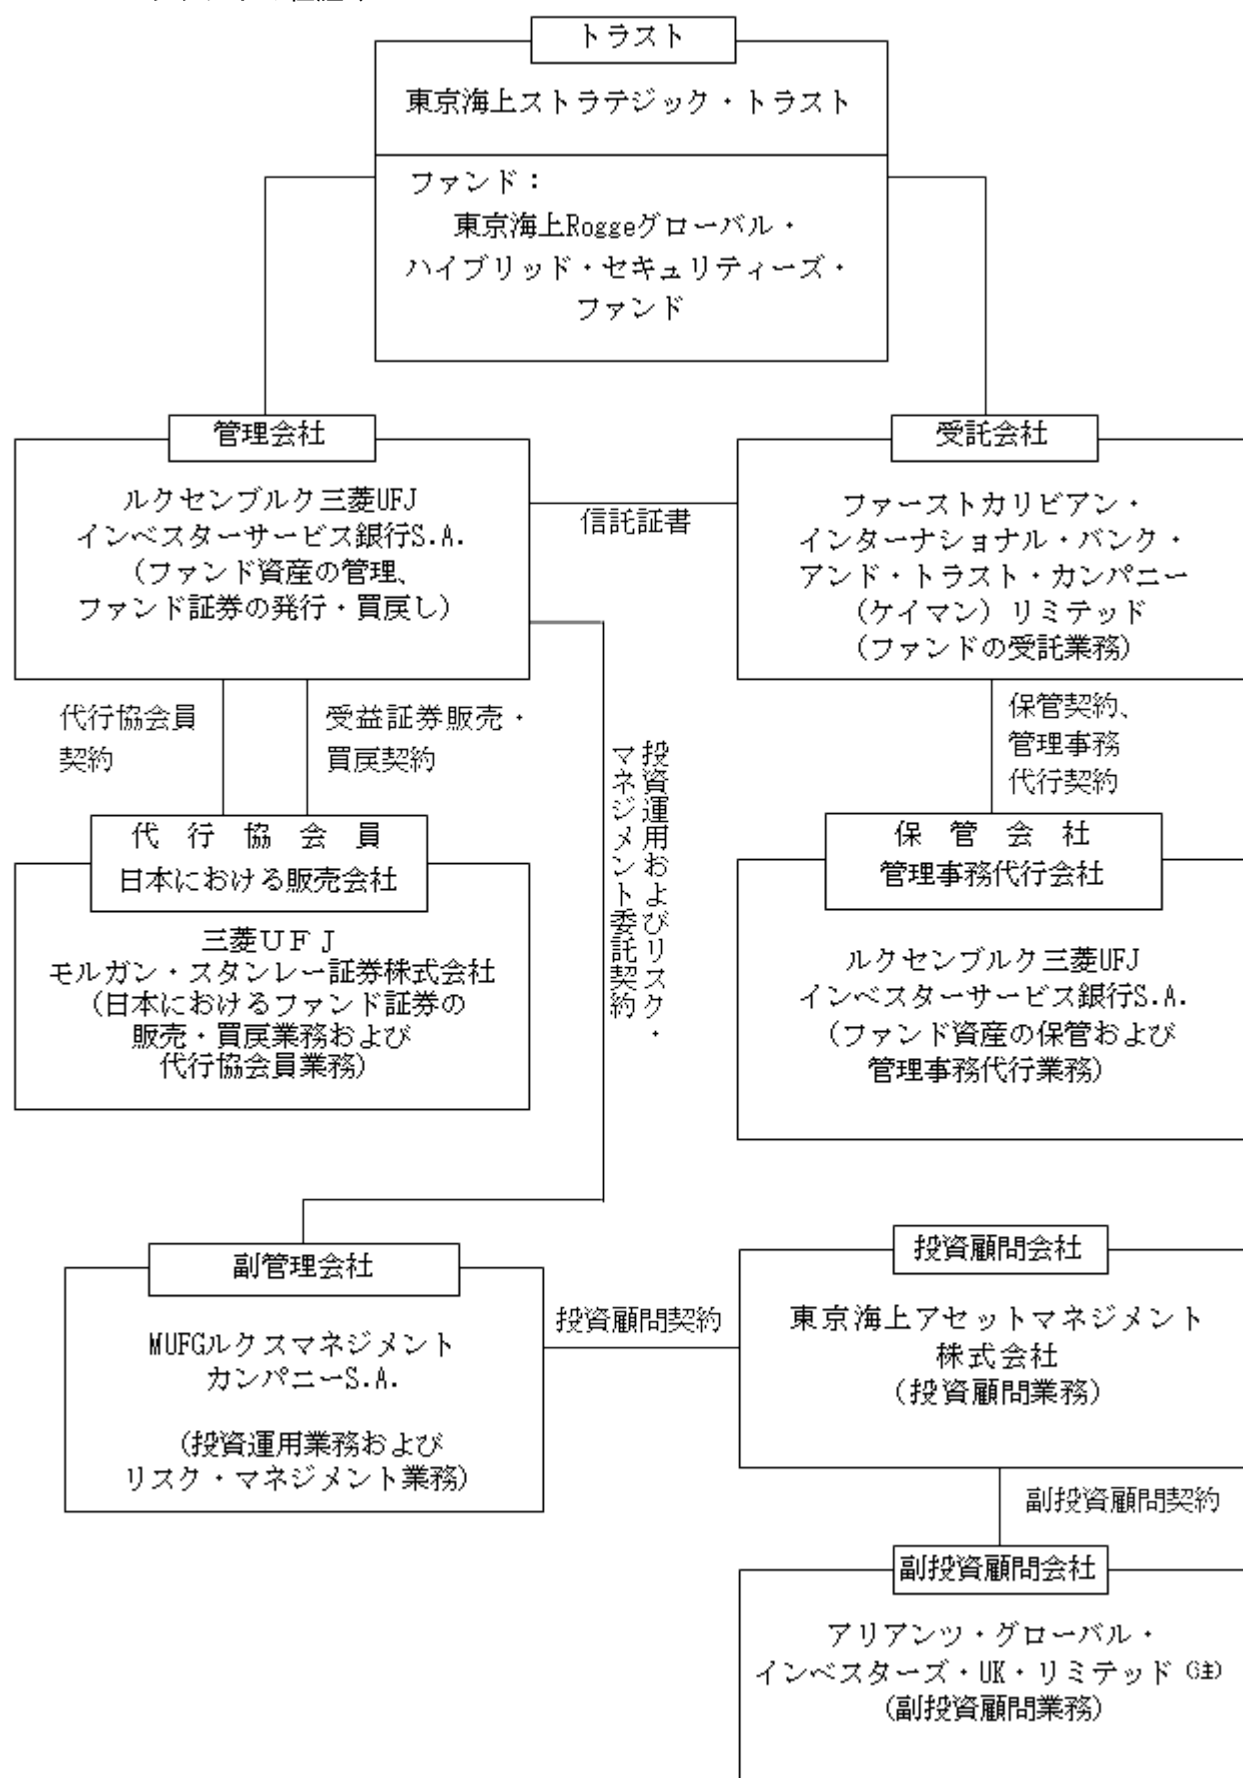 トラスト
東京海上ストラテジック・トラスト
ファンド：
東京海上Roggeグローバル・
ハイブリッド・セキュリティーズ・
ファンド
管理会社
ルクセンブルク三菱UFJ
インベスターサービス銀行S.A.
（ファンド資産の管理、
ファンド証券の発行・買戻し）
信託証書
受託会社
ファーストカリビアン・
インターナショナル・バンク・
アンド・トラスト・カンパニー
（ケイマン）リミテッド
（ファンドの受託業務）
代行協会員
契約
受益証券販売・
買戻契約
投資運用およびリスク・
マネジメント委託契約
保管契約、
管理事務
代行契約
代行協会員
日本における販売会社
三菱ＵＦＪ
モルガン・スタンレー証券株式会社
（日本におけるファンド証券の
販売・買戻業務および
代行協会員業務）
保管会社
管理事務代行会社
ルクセンブルク三菱UFJ
インベスターサービス銀行S.A.
（ファンド資産の保管および
管理事務代行業務）
副管理会社
MUFGルクスマネジメント
カンパニーS.A.
（投資運用業務および
リスク・マネジメント業務）
投資顧問契約
投資顧問会社
東京海上アセットマネジメント
株式会社
（投資顧問業務）
副投資顧問契約
副投資顧問会社
アリアンツ・グローバル・
インベスターズ・UK・リミテッド（注）
（副投資顧問業務）